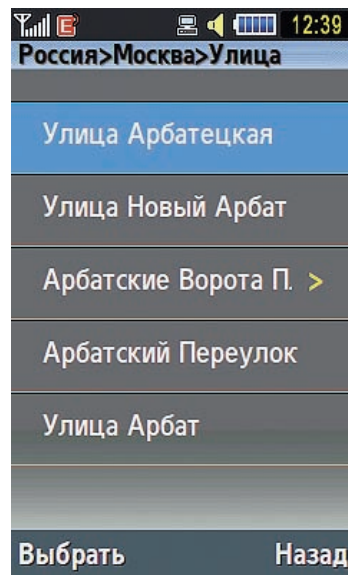 E 12:39
Россия>Москва>Улица
Улица Арбатецкая
Улица Новый Арбат
Арбатские Ворота П. >
Арбатский Переулок
Улица Арбат
Выбрать Назад